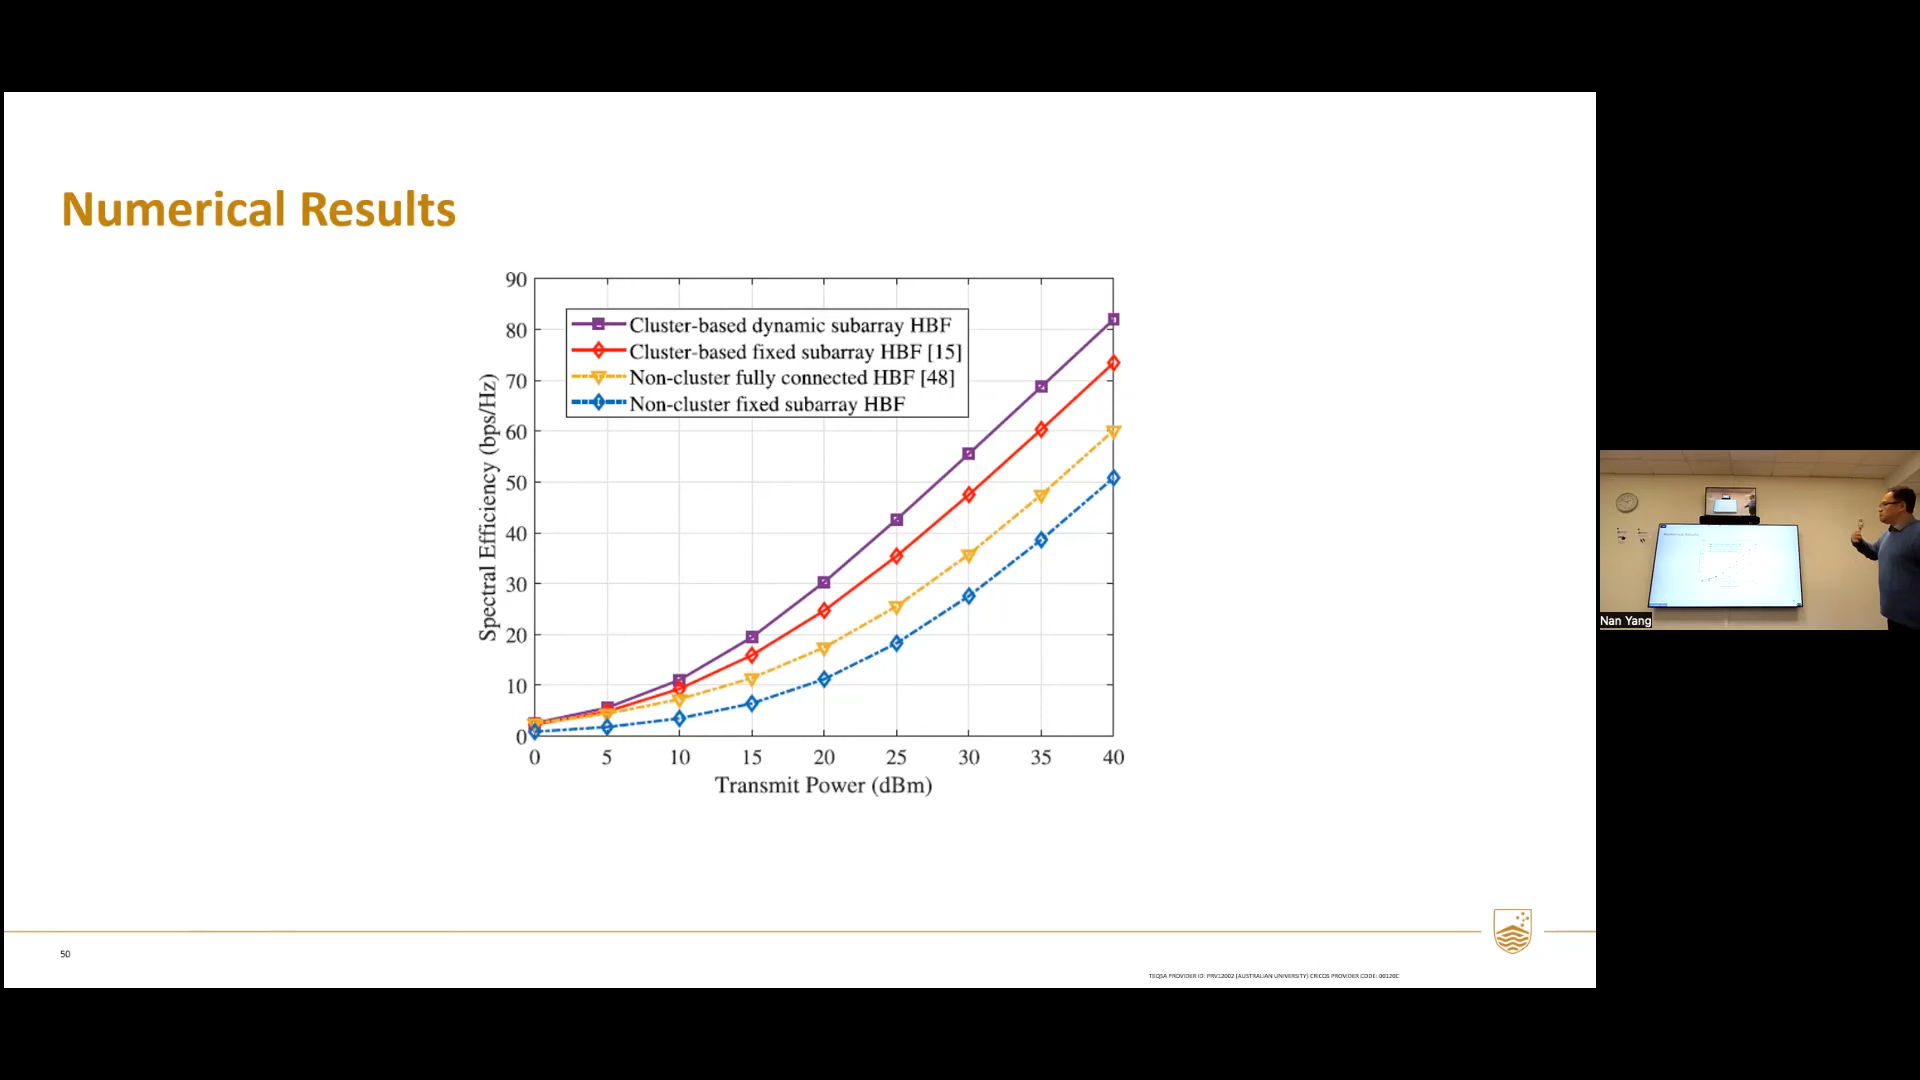 Numerical Results
90
80
70
60
50
40
30
20
10
0
Spectral Efficiency (bps/Hz)
Cluster-based dynamic subarray HBF
Cluster-based fixed subarray HBF [15]
Non-cluster fully connected HBF [48]
Non-cluster fixed subarray HBF
0 5 10 15 20 25 30 35 40
Transmit Power (dBm)
50
TEQSA PROVIDER ID: PRV12002 (AUSTRALIAN UNIVERSITY) CRICOS PROVIDER CODE: 00120C
Numerical Results
Nan Yang